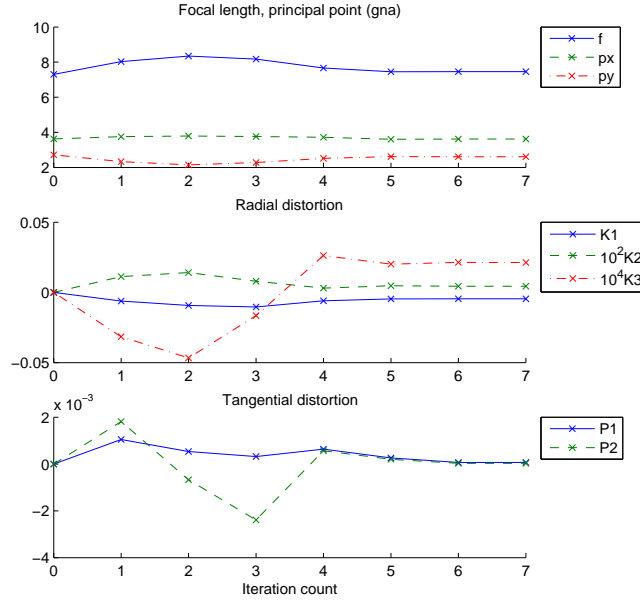 Focal length, principal point (gna)
10
8
6
4
2
0 1 2 3 4 5 6 7
f
px
py
Radial distortion
0.05
0
−0.05
0 1 2 3 4 5 6 7
K1
10²K2
10⁴K3
x 10⁻³
Tangential distortion
2
0
−2
−4
0 1 2 3 4 5 6 7
Iteration count
P1
P2